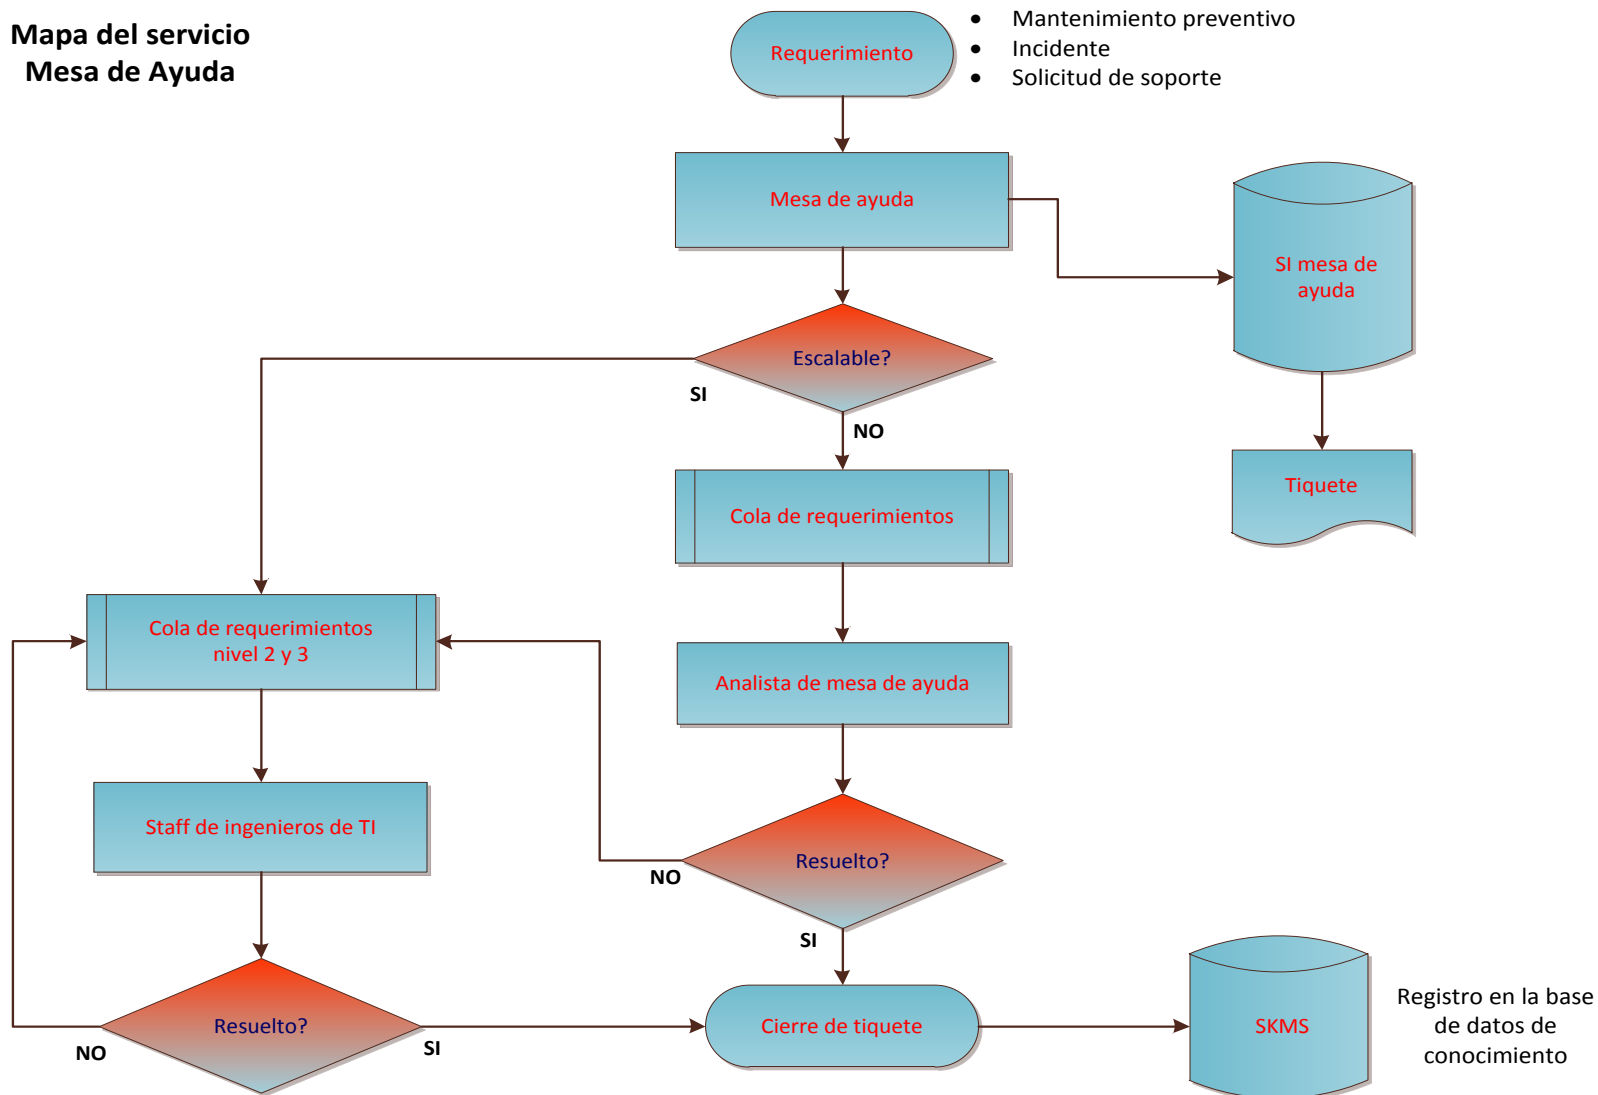 Mapa del servicio
Mesa de Ayuda
Requerimiento
• Mantenimiento preventivo
• Incidente
• Solicitud de soporte
Mesa de ayuda
SI mesa de
ayuda
Escalable?
SI
NO
Tiquete
Cola de requerimientos
Cola de requerimientos
nivel 2 y 3
Analista de mesa de ayuda
Staff de ingenieros de TI
Resuelto?
NO
SI
Resuelto?
NO
SI
Cierre de tiquete
SKMS
Registro en la base
de datos de
conocimiento